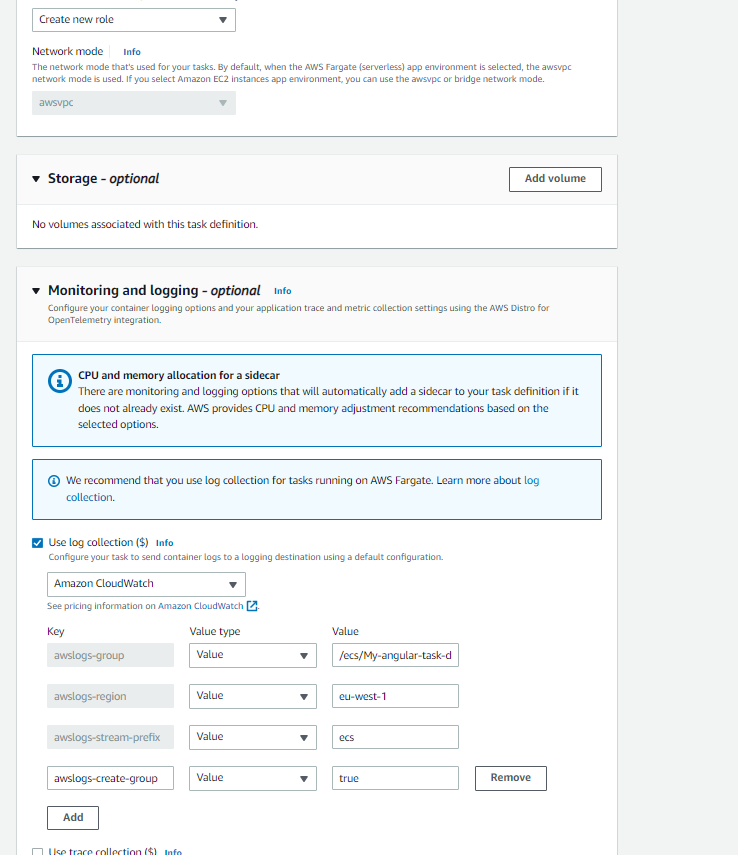 Create new role
Network mode Info
The network mode that's used for your tasks. By default, when the AWS Fargate (serverless) app environment is selected, the awsvpc
network mode is used. If you select Amazon EC2 instances app environment, you can use the awsvpc or bridge network mode.
awsvpc
Storage - optional
Add volume
No volumes associated with this task definition.
Monitoring and logging - optional Info
Configure your container logging options and your application trace and metric collection settings using the AWS Distro for
OpenTelemetry integration.
CPU and memory allocation for a sidecar
There are monitoring and logging options that will automatically add a sidecar to your task definition if it
does not already exist. AWS provides CPU and memory adjustment recommendations based on the
selected options.
We recommend that you use log collection for tasks running on AWS Fargate. Learn more about log
collection.
Use log collection ($) Info
Configure your task to send container logs to a logging destination using a default configuration.
Amazon CloudWatch
See pricing information on Amazon CloudWatch.
Key Value type Value
awslogs-group Value /ecs/My-angular-task-d
awslogs-region Value eu-west-1
awslogs-stream-prefix Value ecs
awslogs-create-group Value true Remove
Add
Use trace collection ($) Info